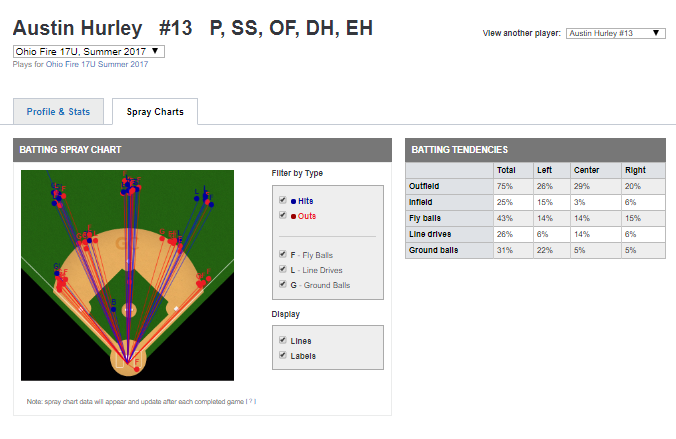 Austin Hurley #13 P, SS, OF, DH, EH
View another player: Austin Hurley #13
Ohio Fire 17U, Summer 2017
Plays for Ohio Fire 17U Summer 2017
Profile & Stats Spray Charts
BATTING SPRAY CHART
Filter by Type
Hits
Outs
F - Fly Balls
L - Line Drives
G - Ground Balls
Display
Lines
Labels
Note: spray chart data will appear and update after each completed game [ ? ]
BATTING TENDENCIES
Total Left Center Right
Outfield 75% 26% 29% 20%
Infield 25% 15% 3% 6%
Fly balls 43% 14% 14% 15%
Line drives 26% 6% 14% 6%
Ground balls 31% 22% 5% 5%